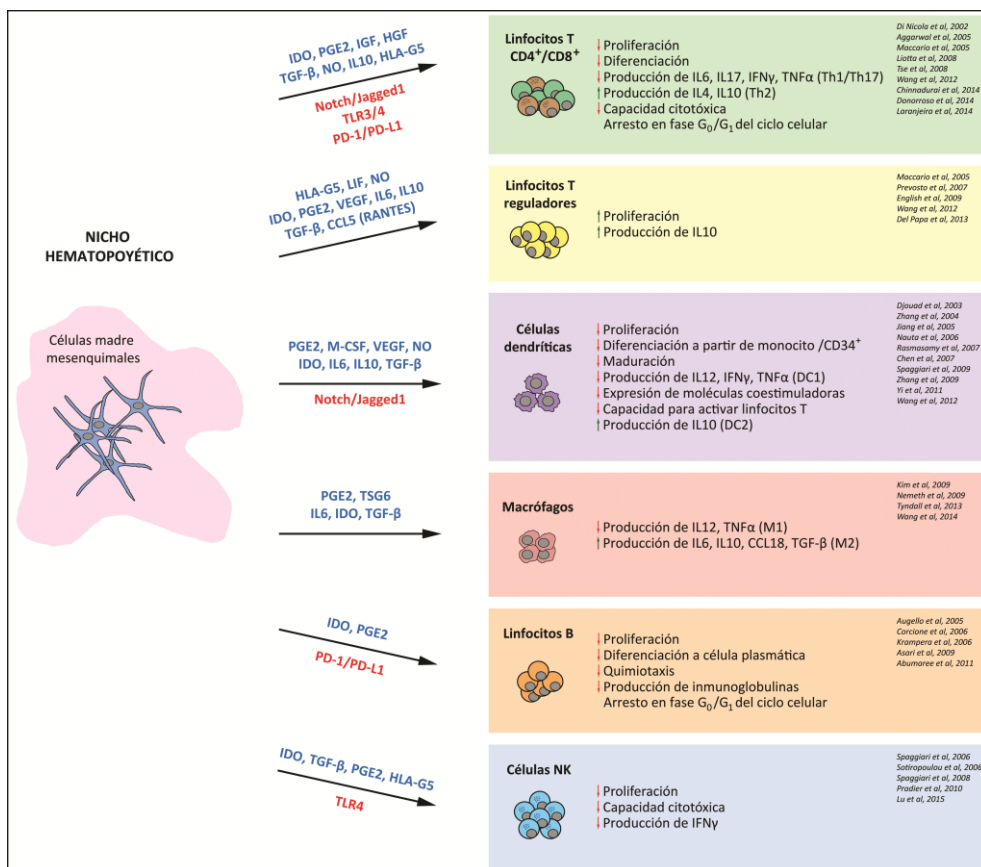 NICHO
HEMATOPOYÉTICO
Células madre
mesenquimales
IDO, PGE2, IGF, HGF
TGF-β, NO, IL10, HLA-G5
Notch/Jagged1
TLR3/4
PD-1/PD-L1
Linfocitos T
CD4⁺/CD8⁺
↓ Proliferación
↓ Diferenciación
↓ Producción de IL6, IL17, IFNγ, TNFα (Th1/Th17)
↑ Producción de IL4, IL10 (Th2)
↓ Capacidad citotóxica
Arresto en fase G₀/G₁ del ciclo celular
Di Nicola et al, 2002
Aggarwal et al, 2005
Maccario et al, 2005
Liotta et al, 2008
Tse et al, 2008
Wang et al, 2012
Chinnadurai et al, 2014
Donorroso et al, 2014
Laranjeira et al, 2014
HLA-G5, LIF, NO
IDO, PGE2, VEGF, IL6, IL10
TGF-β, CCL5 (RANTES)
Linfocitos T
reguladores
↑ Proliferación
↑ Producción de IL10
Maccario et al, 2005
Prevosto et al, 2007
English et al, 2009
Wang et al, 2012
Del Papa et al, 2013
PGE2, M-CSF, VEGF, NO
IDO, IL6, IL10, TGF-β
Notch/Jagged1
Células
dendríticas
↓ Proliferación
↓ Diferenciación a partir de monocito /CD34⁺
↓ Maduración
↓ Producción de IL12, IFNγ, TNFα (DC1)
↓ Expresión de moléculas coestimuladoras
↓ Capacidad para activar linfocitos T
↑ Producción de IL10 (DC2)
Djouad et al, 2003
Zhang et al, 2004
Jiang et al, 2005
Nauta et al, 2006
Rasmasamy et al, 2007
Chen et al, 2007
Spaggiari et al, 2009
Zhang et al, 2009
Yi et al, 2011
Wang et al, 2012
PGE2, TSG6
IL6, IDO, TGF-β
Macrófagos
↓ Producción de IL12, TNFα (M1)
↑ Producción de IL6, IL10, CCL18, TGF-β (M2)
Kim et al, 2009
Nemeth et al, 2009
Tyndall et al, 2013
Wang et al, 2014
IDO, PGE2
PD-1/PD-L1
Linfocitos B
↓ Proliferación
↓ Diferenciación a célula plasmática
↓ Quimiotaxis
↓ Producción de inmunoglobulinas
Arresto en fase G₀/G₁ del ciclo celular
Augello et al, 2005
Corcione et al, 2006
Krampera et al, 2006
Asari et al, 2009
Abumaree et al, 2011
IDO, TGF-β, PGE2, HLA-G5
TLR4
Células NK
↓ Proliferación
↓ Capacidad citotóxica
↓ Producción de IFNγ
Spaggiari et al, 2006
Sotiropoulou et al, 2006
Spaggiari et al, 2008
Pradier et al, 2010
Lu et al, 2015